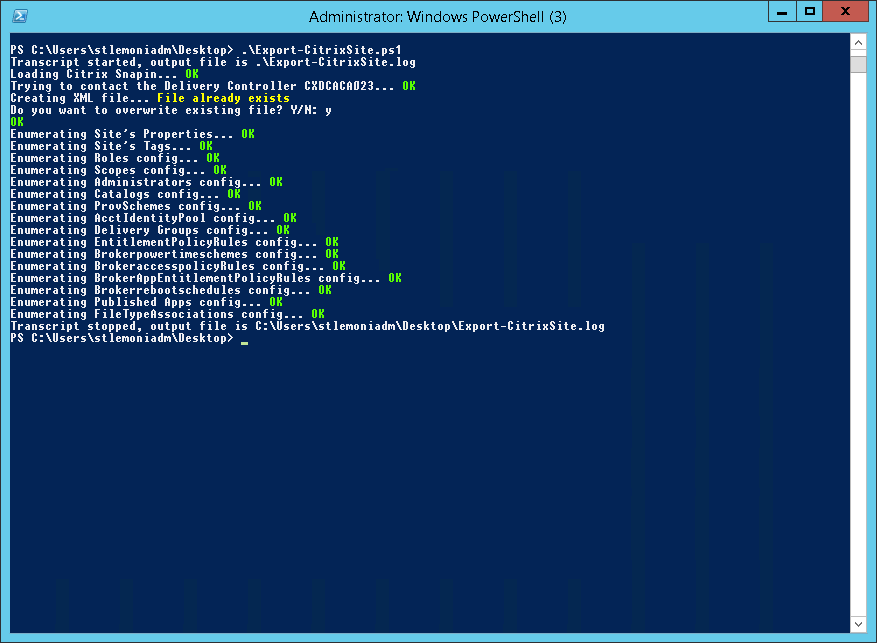 Administrator: Windows PowerShell (3)
PS C:\Users\stlemoniadm\Desktop> .\Export-CitrixSite.ps1
Transcript started, output file is .\Export-CitrixSite.log
Loading Citrix Snapin... OK
Trying to contact the Delivery Controller CXDCACA023... OK
Creating XML file... File already exists
Do you want to overwrite existing file? Y/N: y
OK
Enumerating Site's Properties... OK
Enumerating Site's Tags... OK
Enumerating Roles config... OK
Enumerating Scopes config... OK
Enumerating Administrators config... OK
Enumerating Catalogs config... OK
Enumerating ProvSchemes config... OK
Enumerating AcctIdentityPool config... OK
Enumerating Delivery Groups config... OK
Enumerating EntitlementPolicyRules config... OK
Enumerating Brokerpowertimeschemes config... OK
Enumerating BrokeraccesspolicyRules config... OK
Enumerating BrokerAppEntitlementPolicyRules config... OK
Enumerating Brokerrebootschedules config... OK
Enumerating Published Apps config... OK
Enumerating FileTypeAssociations config... OK
Transcript stopped, output file is C:\Users\stlemoniadm\Desktop\Export-CitrixSite.log
PS C:\Users\stlemoniadm\Desktop> _